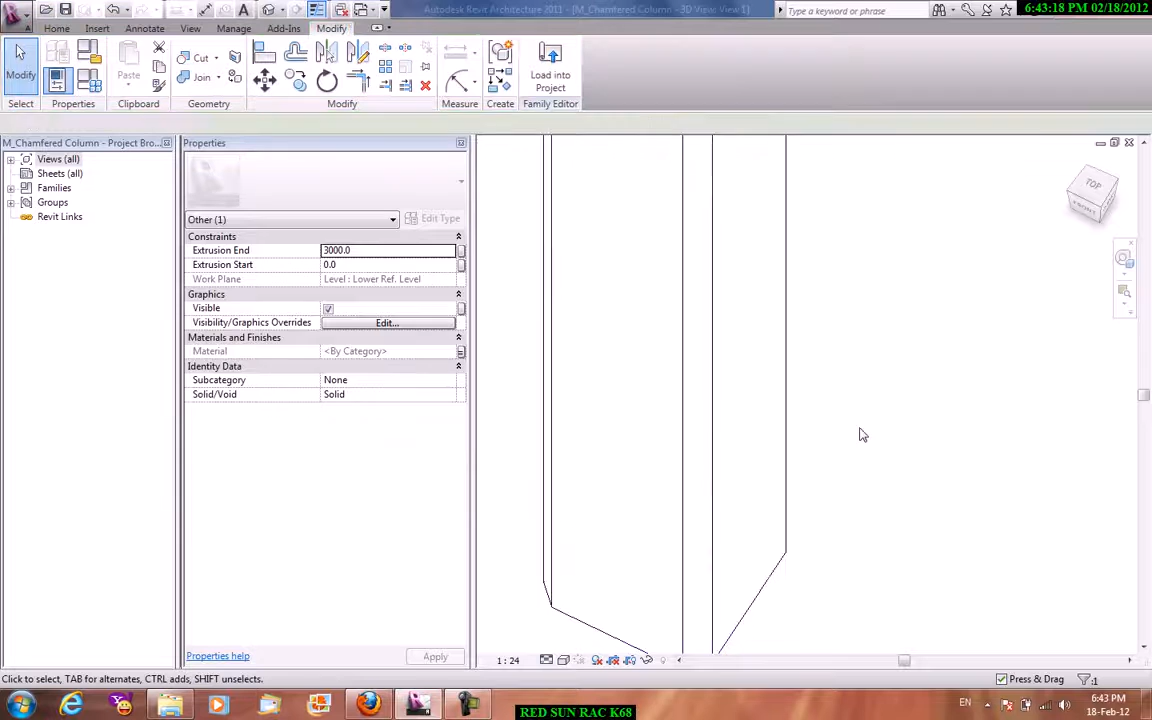 Autodesk Revit Architecture 2011 - [M_Chamfered Column - 3D View: View 1]
Type a keyword or phrase
6:43:18 PM 02/18/2012
Home Insert Annotate View Manage Add-Ins Modify
Modify Paste Cut Join Load into Project
Select Properties Clipboard Geometry Modify Measure Create Family Editor
M_Chamfered Column - Project Bro...
Views (all)
Sheets (all)
Families
Groups
Revit Links
Properties
Other (1) Edit Type
Constraints
Extrusion End 3000.0
Extrusion Start 0.0
Work Plane Level : Lower Ref. Level
Graphics
Visible
Visibility/Graphics Overrides Edit...
Materials and Finishes
Material <By Category>
Identity Data
Subcategory None
Solid/Void Solid
Properties help Apply
TOP
FRONT
1 : 24
Click to select, TAB for alternates, CTRL adds, SHIFT unselects.
Press & Drag :1
EN 6:43 PM
18-Feb-12
RED SUN RAC K68